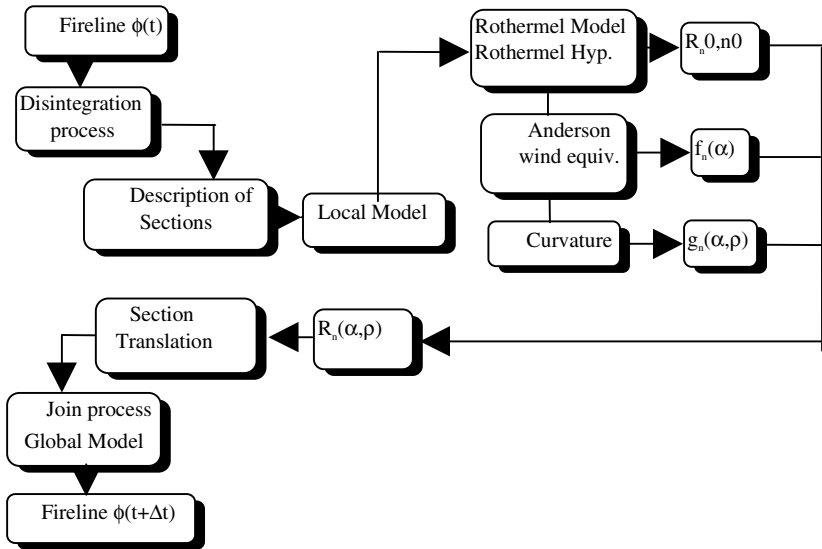 Fireline ϕ(t)
Disintegration
process
Description of
Sections
Local Model
Rothermel Model
Rothermel Hyp.
Rn0,n0
Anderson
wind equiv.
fn(α)
Curvature
gn(α,ρ)
Rn(α,ρ)
Section
Translation
Join process
Global Model
Fireline ϕ(t+Δt)